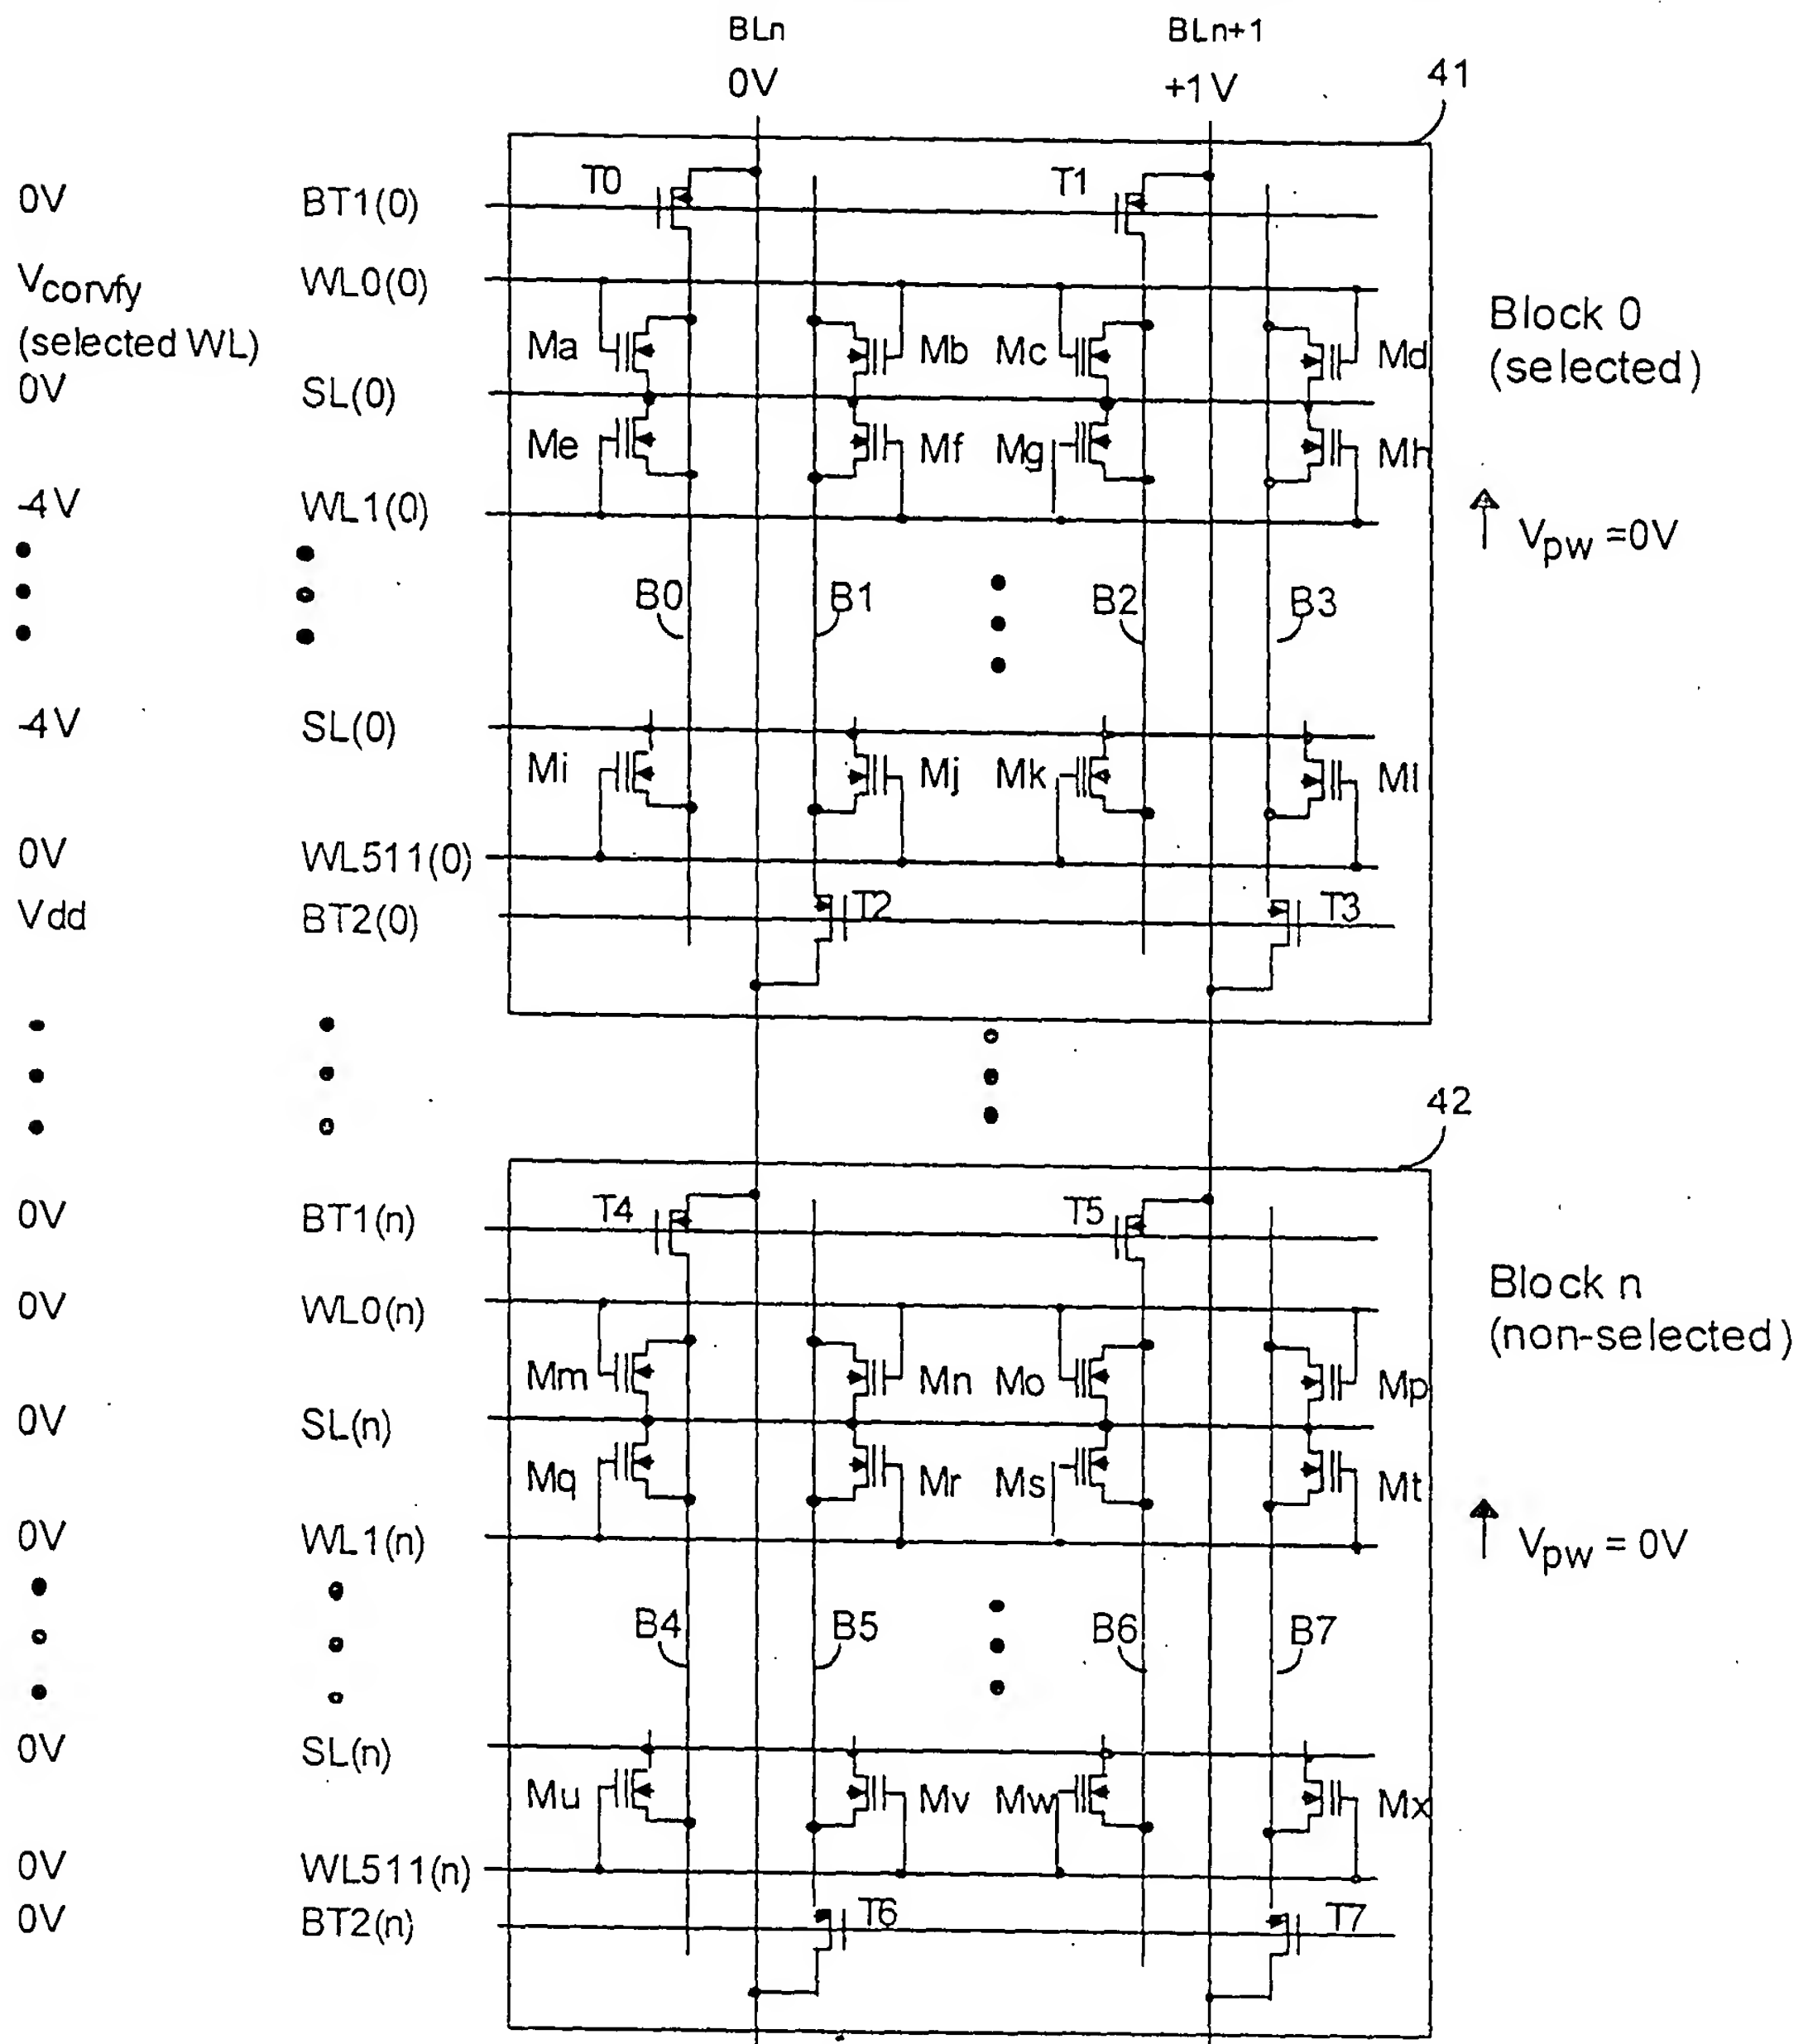 BLn BLn+1
0V +1V
41
T0 T1
0V BT1(0)
Vconvfy WL0(0)
(selected WL)
Block 0
(selected)
Ma Mb Mc Md
0V SL(0)
Me Mf Mg Mh
-4V WL1(0)
Vpw =0V
B0 B1 B2 B3
-4V SL(0)
Mi Mj Mk Ml
0V WL511(0)
Vdd BT2(0) T2 T3
42
0V BT1(n) T4 T5
0V WL0(n)
Block n
(non-selected)
Mm Mn Mo Mp
0V SL(n)
Mq Mr Ms Mt
0V WL1(n)
Vpw = 0V
B4 B5 B6 B7
0V SL(n)
Mu Mv Mw Mx
0V WL511(n)
0V BT2(n) T6 T7